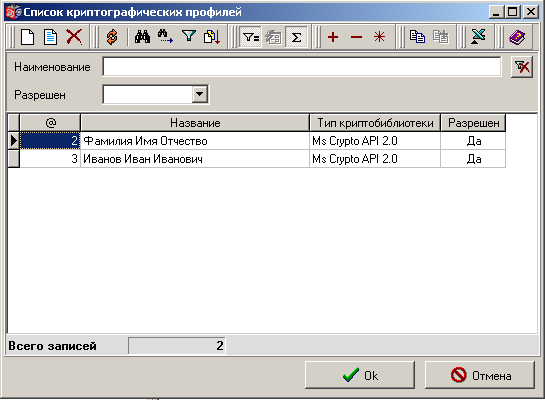 Список криптографических профилей
Наименование
Разрешен
@ Название Тип криптобиблиотеки Разрешен
2 Фамилия Имя Отчество Ms Crypto API 2.0 Да
3 Иванов Иван Иванович Ms Crypto API 2.0 Да
Всего записей 2
Ok Отмена